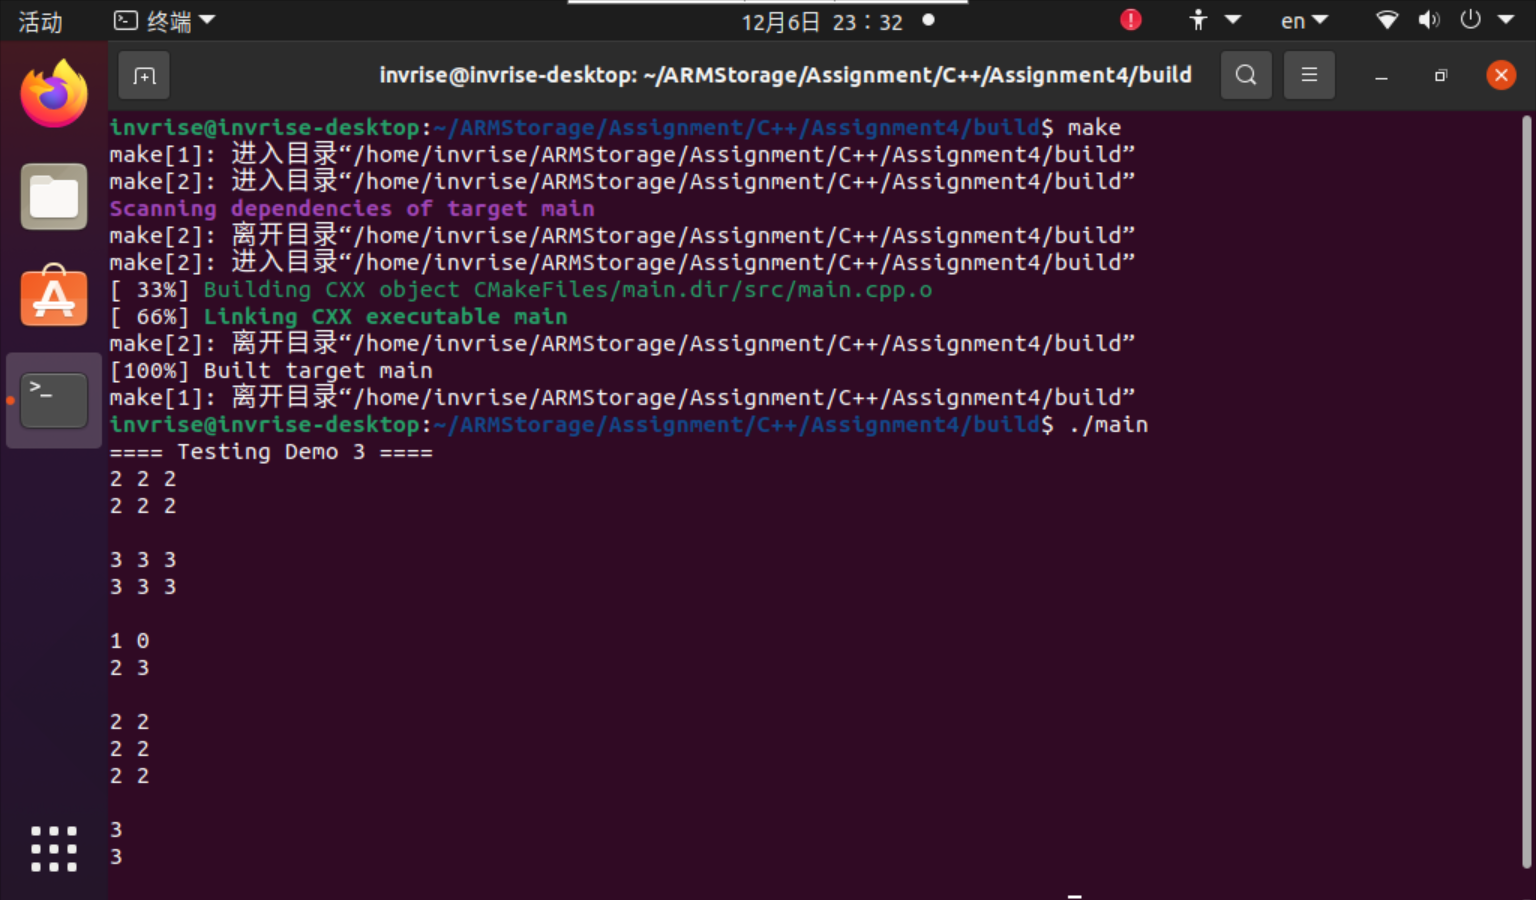 活动 终端 12月6日 23：32 en
invrise@invrise-desktop: ~/ARMStorage/Assignment/C++/Assignment4/build
invrise@invrise-desktop:~/ARMStorage/Assignment/C++/Assignment4/build$ make
make[1]: 进入目录“/home/invrise/ARMStorage/Assignment/C++/Assignment4/build”
make[2]: 进入目录“/home/invrise/ARMStorage/Assignment/C++/Assignment4/build”
Scanning dependencies of target main
make[2]: 离开目录“/home/invrise/ARMStorage/Assignment/C++/Assignment4/build”
make[2]: 进入目录“/home/invrise/ARMStorage/Assignment/C++/Assignment4/build”
[ 33%] Building CXX object CMakeFiles/main.dir/src/main.cpp.o
[ 66%] Linking CXX executable main
make[2]: 离开目录“/home/invrise/ARMStorage/Assignment/C++/Assignment4/build”
[100%] Built target main
make[1]: 离开目录“/home/invrise/ARMStorage/Assignment/C++/Assignment4/build”
invrise@invrise-desktop:~/ARMStorage/Assignment/C++/Assignment4/build$ ./main
==== Testing Demo 3 ====
2 2 2
2 2 2
3 3 3
3 3 3
1 0
2 3
2 2
2 2
2 2
3
3